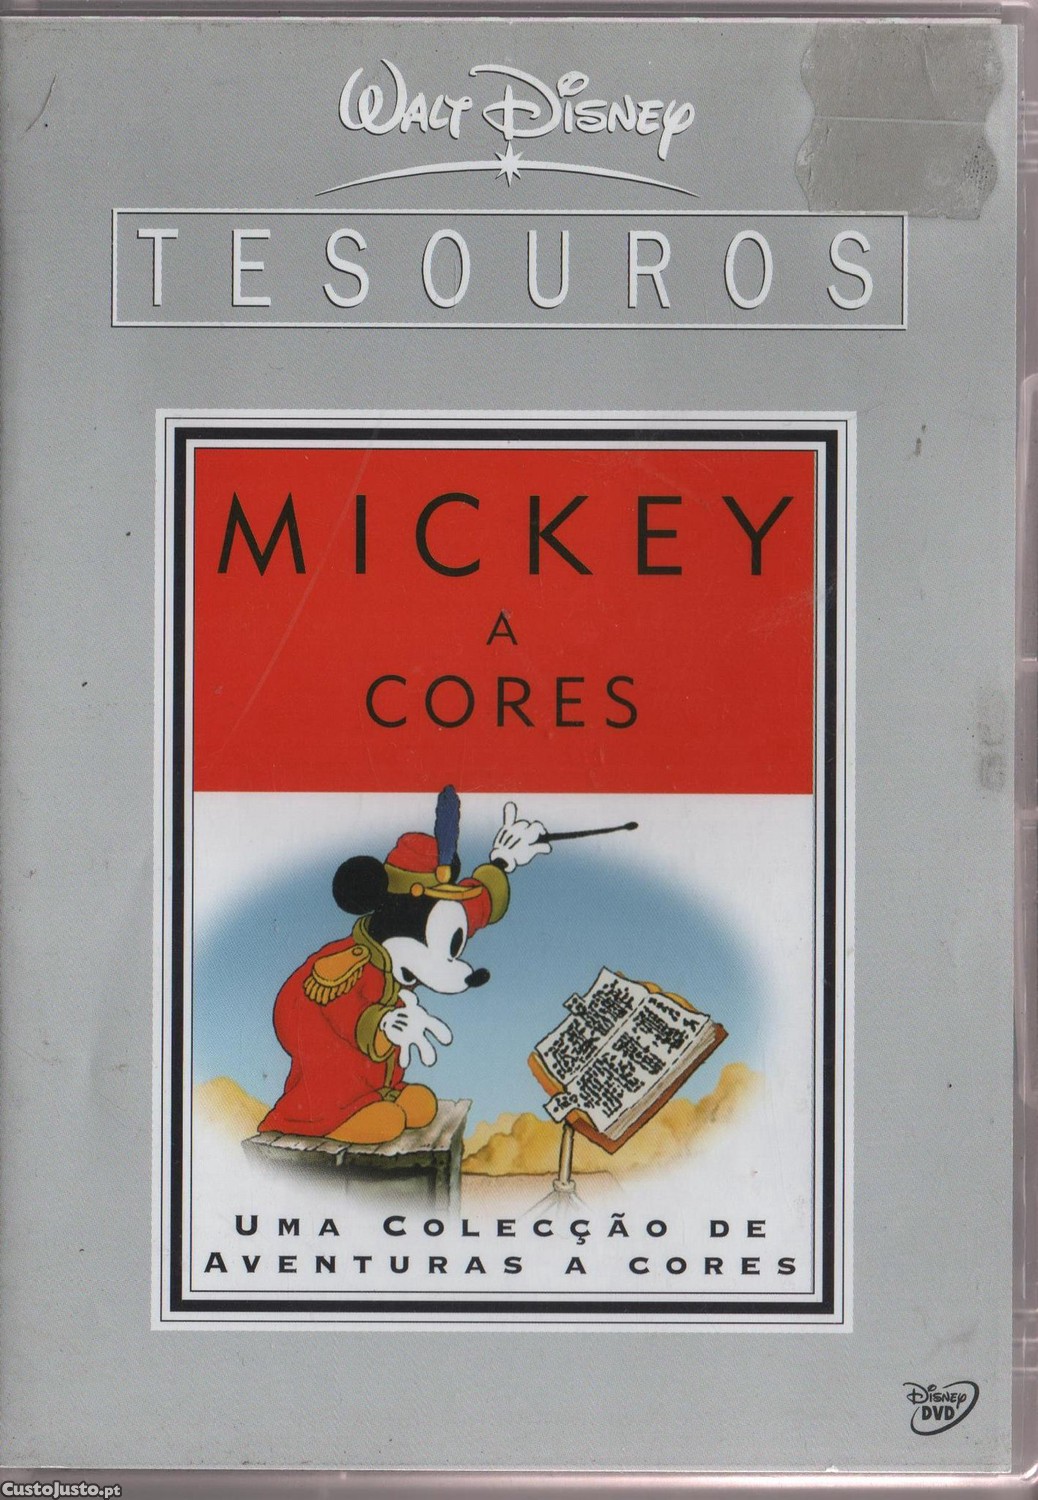 WALT DISNEY
TESOUROS
MICKEY
A
CORES
UMA COLECÇÃO DE
AVENTURAS A CORES
DISNEY
DVD
CustoJusto.pt